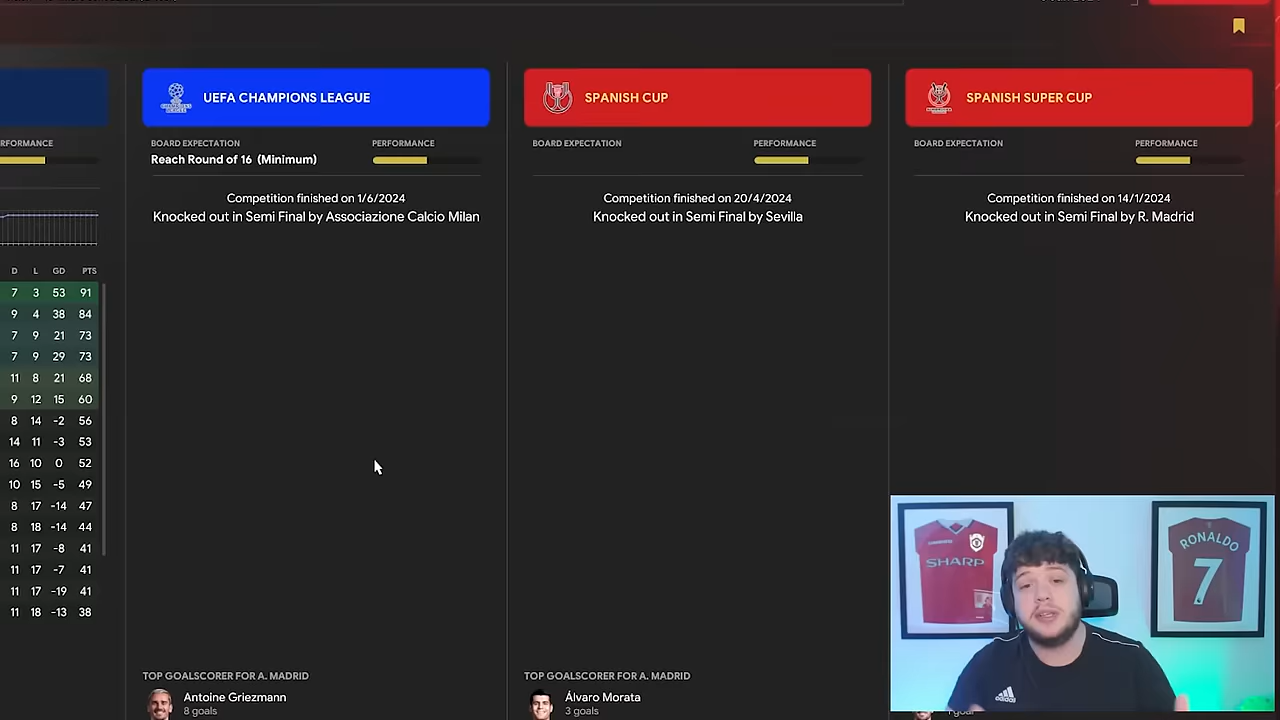 UEFA CHAMPIONS LEAGUE
SPANISH CUP
SPANISH SUPER CUP
RFORMANCE
BOARD EXPECTATION
PERFORMANCE
BOARD EXPECTATION
PERFORMANCE
BOARD EXPECTATION
PERFORMANCE
Reach Round of 16 (Minimum)
Competition finished on 1/6/2024
Knocked out in Semi Final by Associazione Calcio Milan
Competition finished on 20/4/2024
Knocked out in Semi Final by Sevilla
Competition finished on 14/1/2024
Knocked out in Semi Final by R. Madrid
D L GD PTS
7 3 53 91
9 4 38 84
7 9 21 73
7 9 29 73
11 8 21 68
9 12 15 60
8 14 -2 56
14 11 -3 53
16 10 0 52
10 15 -5 49
8 17 -14 47
8 18 -14 44
11 17 -8 41
11 17 -7 41
11 17 -19 41
11 18 -13 38
TOP GOALSCORER FOR A. MADRID
Antoine Griezmann
8 goals
TOP GOALSCORER FOR A. MADRID
Álvaro Morata
3 goals
1 goal
SHARP
RONALDO
7
adidas